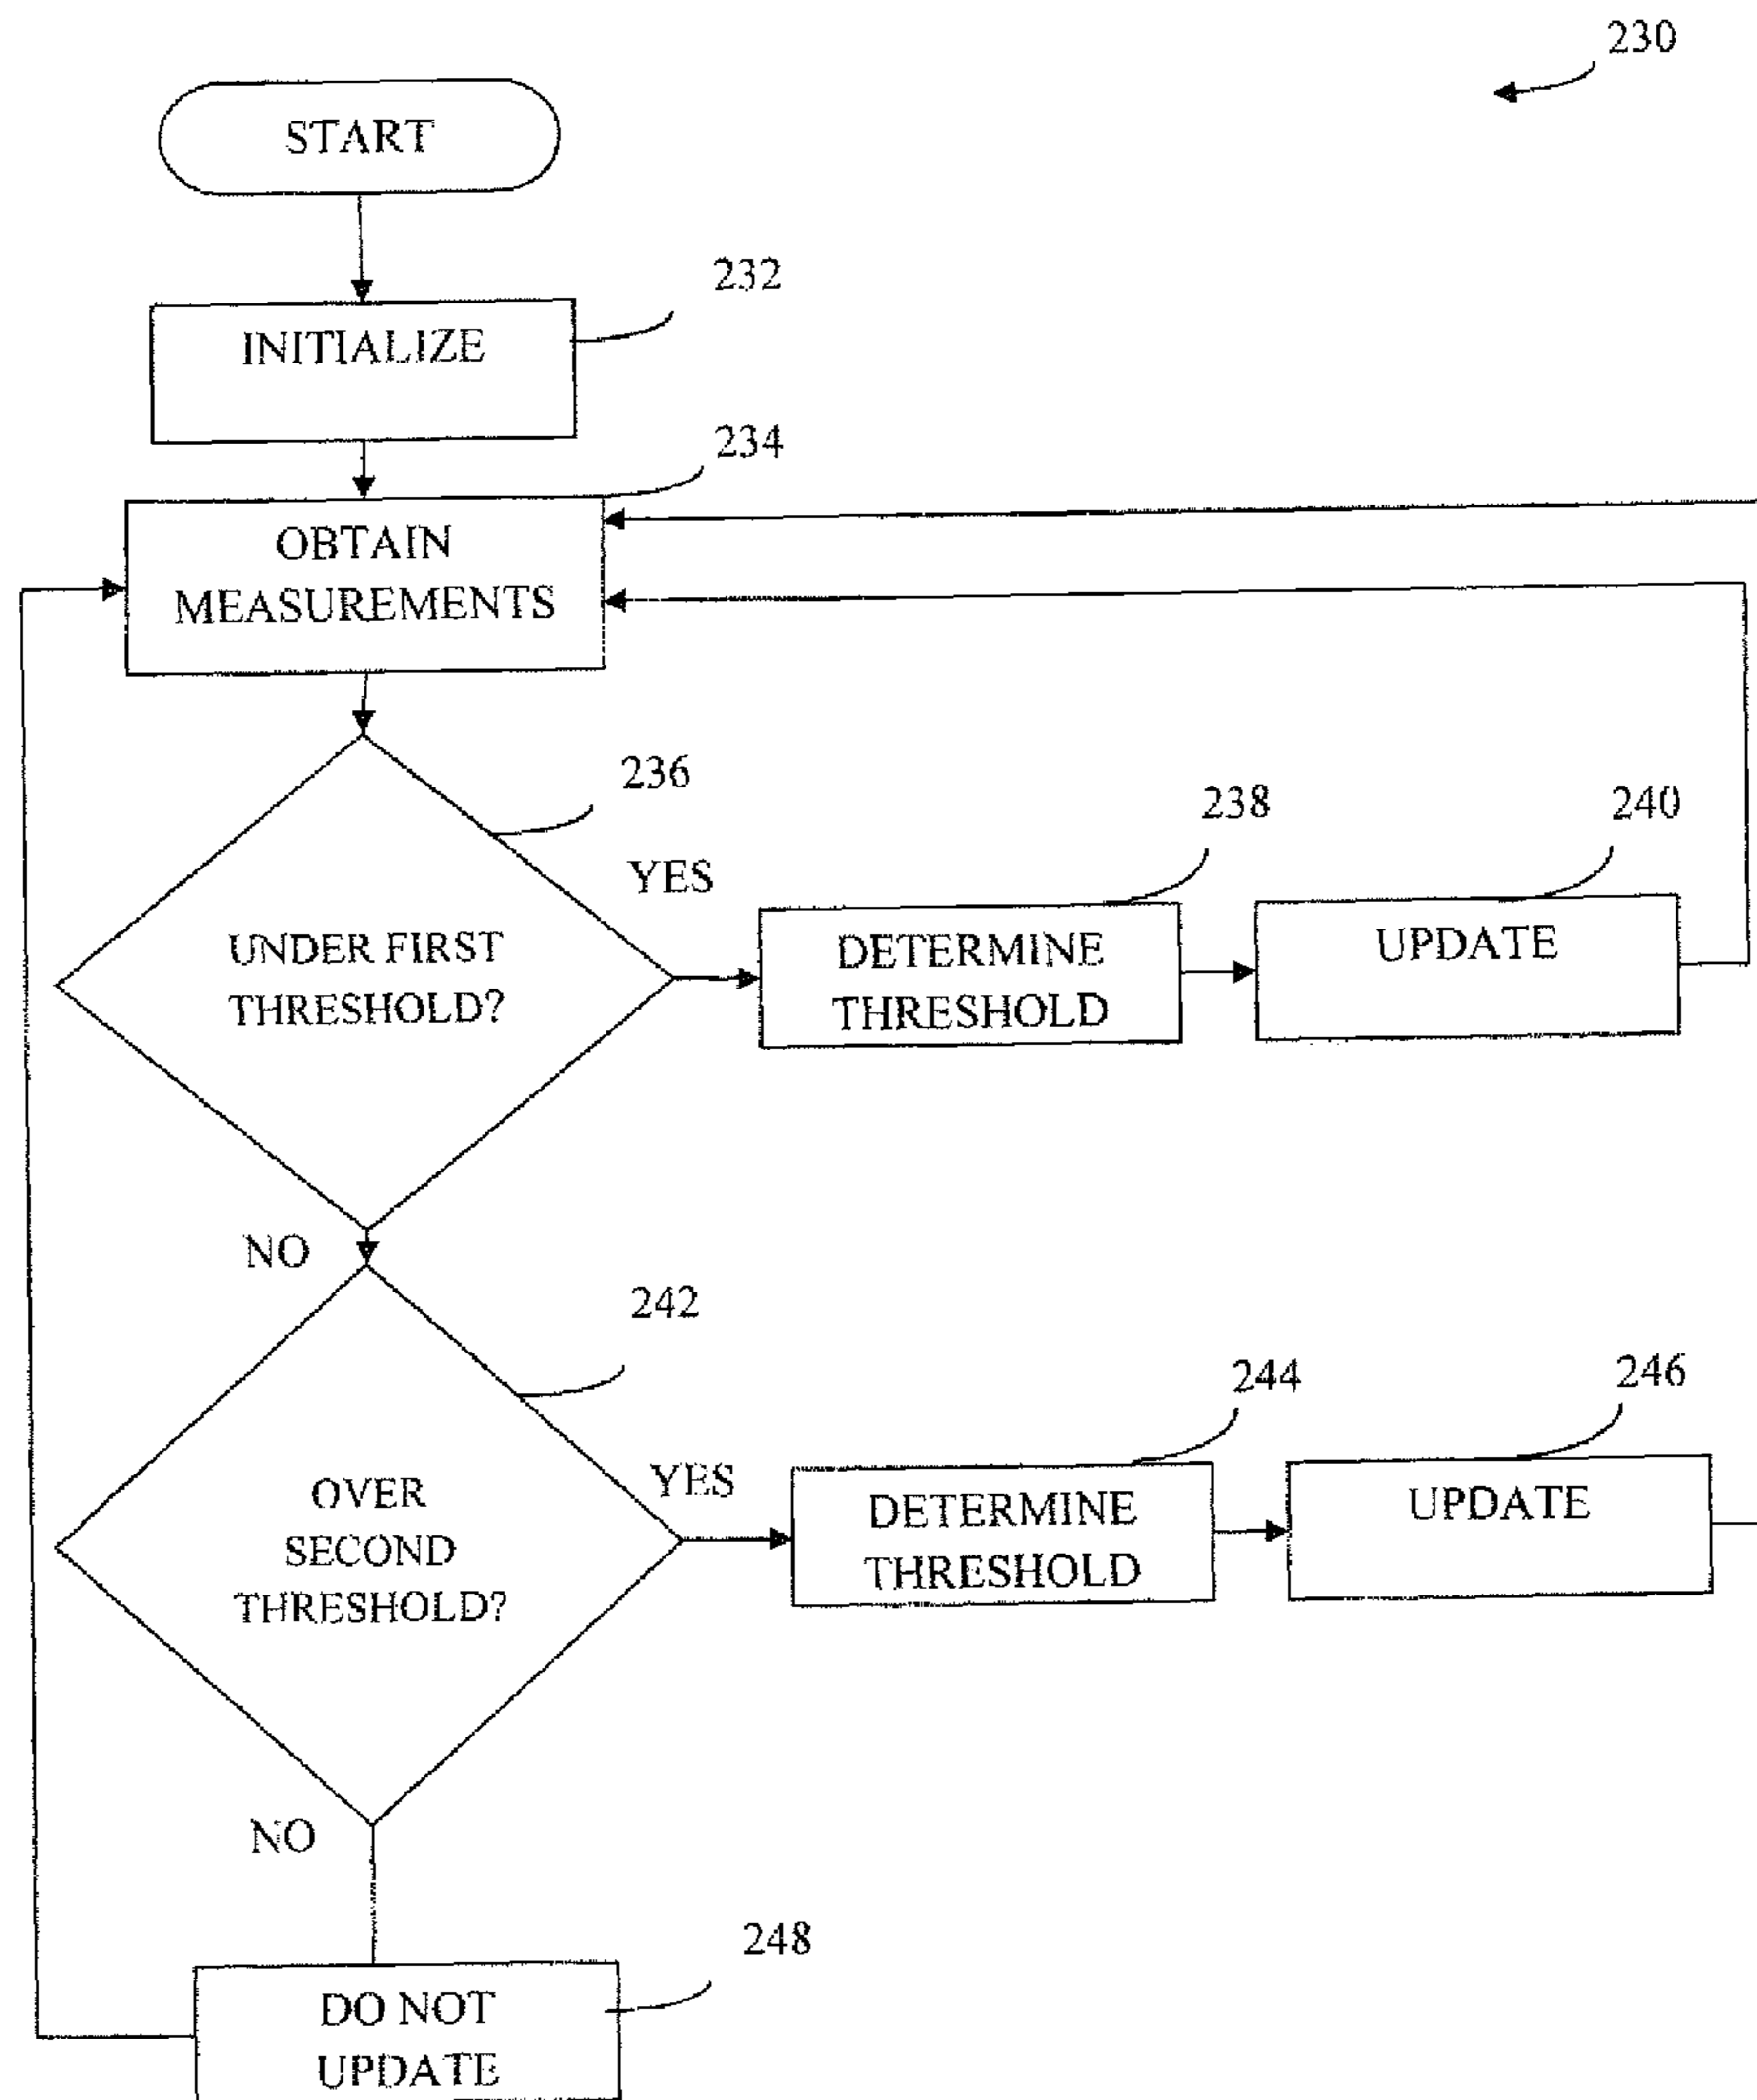 230
START
232
INITIALIZE
234
OBTAIN
MEASUREMENTS
236
YES
238
240
UNDER FIRST
THRESHOLD?
DETERMINE
THRESHOLD
UPDATE
NO
242
244
246
YES
OVER
SECOND
THRESHOLD?
DETERMINE
THRESHOLD
UPDATE
NO
248
DO NOT
UPDATE